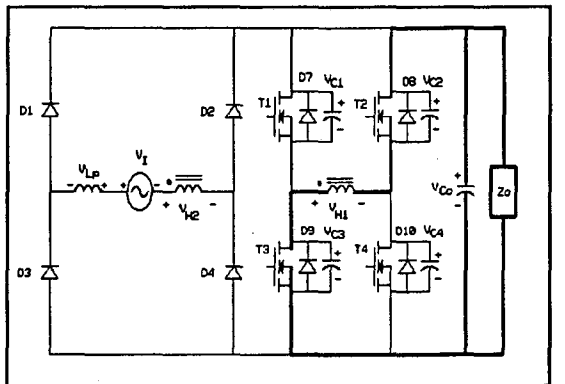 D7 VC1 D8 VC2
D1 D2 T1 T2
+ + 
- -
VLp VI
- + + - VCo Zo
+ VH2 - + VH1 -
D9 VC3 D10 VC4
D3 D4 T3 T4
+ +
- -